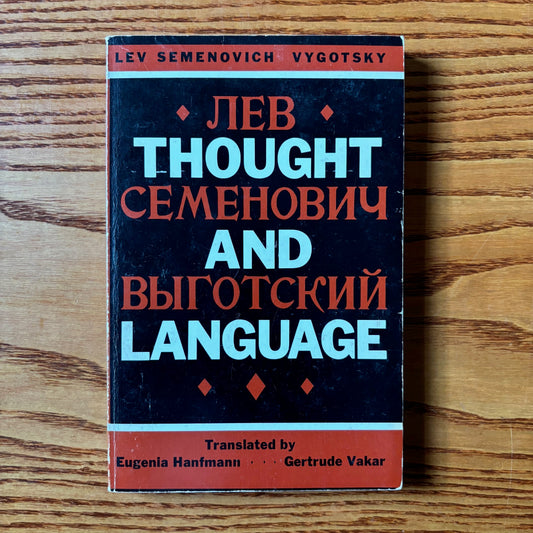 LEV SEMENOVICH VYGOTSKY
ЛЕВ
THOUGHT
СЕМЕНОВИЧ
AND
ВЫГОТСКИЙ
LANGUAGE
Translated by
Eugenia Hanfmann · · · Gertrude Vakar